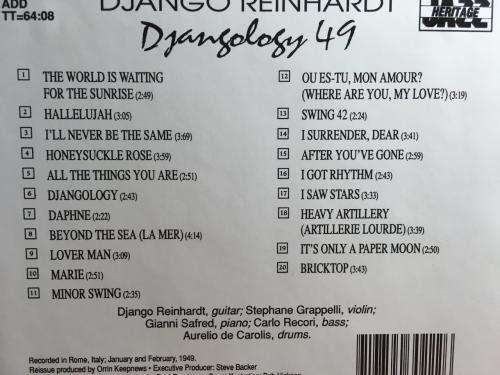 ADD
TT=64:08
DJANGO REINHARDT
Djangology 49
JAZZ
HERITAGE
1 THE WORLD IS WAITING
FOR THE SUNRISE (2:49)
2 HALLELUJAH (3:05)
3 I'LL NEVER BE THE SAME (3:69)
4 HONEYSUCKLE ROSE (3:59)
5 ALL THE THINGS YOU ARE (2:51)
6 DJANGOLOGY (2:43)
7 DAPHNE (2:22)
8 BEYOND THE SEA (LA MER) (4:14)
9 LOVER MAN (3:09)
10 MARIE (2:51)
11 MINOR SWING (2:35)
12 OU ES-TU, MON AMOUR?
(WHERE ARE YOU, MY LOVE?) (3:19)
13 SWING 42 (2:24)
14 I SURRENDER, DEAR (3:41)
15 AFTER YOU'VE GONE (2:59)
16 I GOT RHYTHM (2:43)
17 I SAW STARS (3:33)
18 HEAVY ARTILLERY
(ARTILLERIE LOURDE) (3:39)
19 IT'S ONLY A PAPER MOON (2:50)
20 BRICKTOP (3:43)
Django Reinhardt, guitar; Stephane Grappelli, violin;
Gianni Safred, piano; Carlo Recori, bass;
Aurelio de Carolis, drums.
Recorded in Rome, Italy; January and February, 1949.
Reissue produced by Orrin Keepnews • Executive Producer: Steve Backer